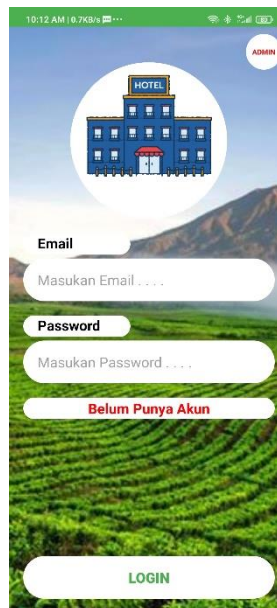 10:12 AM | 0.7KB/s
ADMIN
HOTEL
Email
Masukan Email . . . .
Password
Masukan Password . . . .
Belum Punya Akun
LOGIN